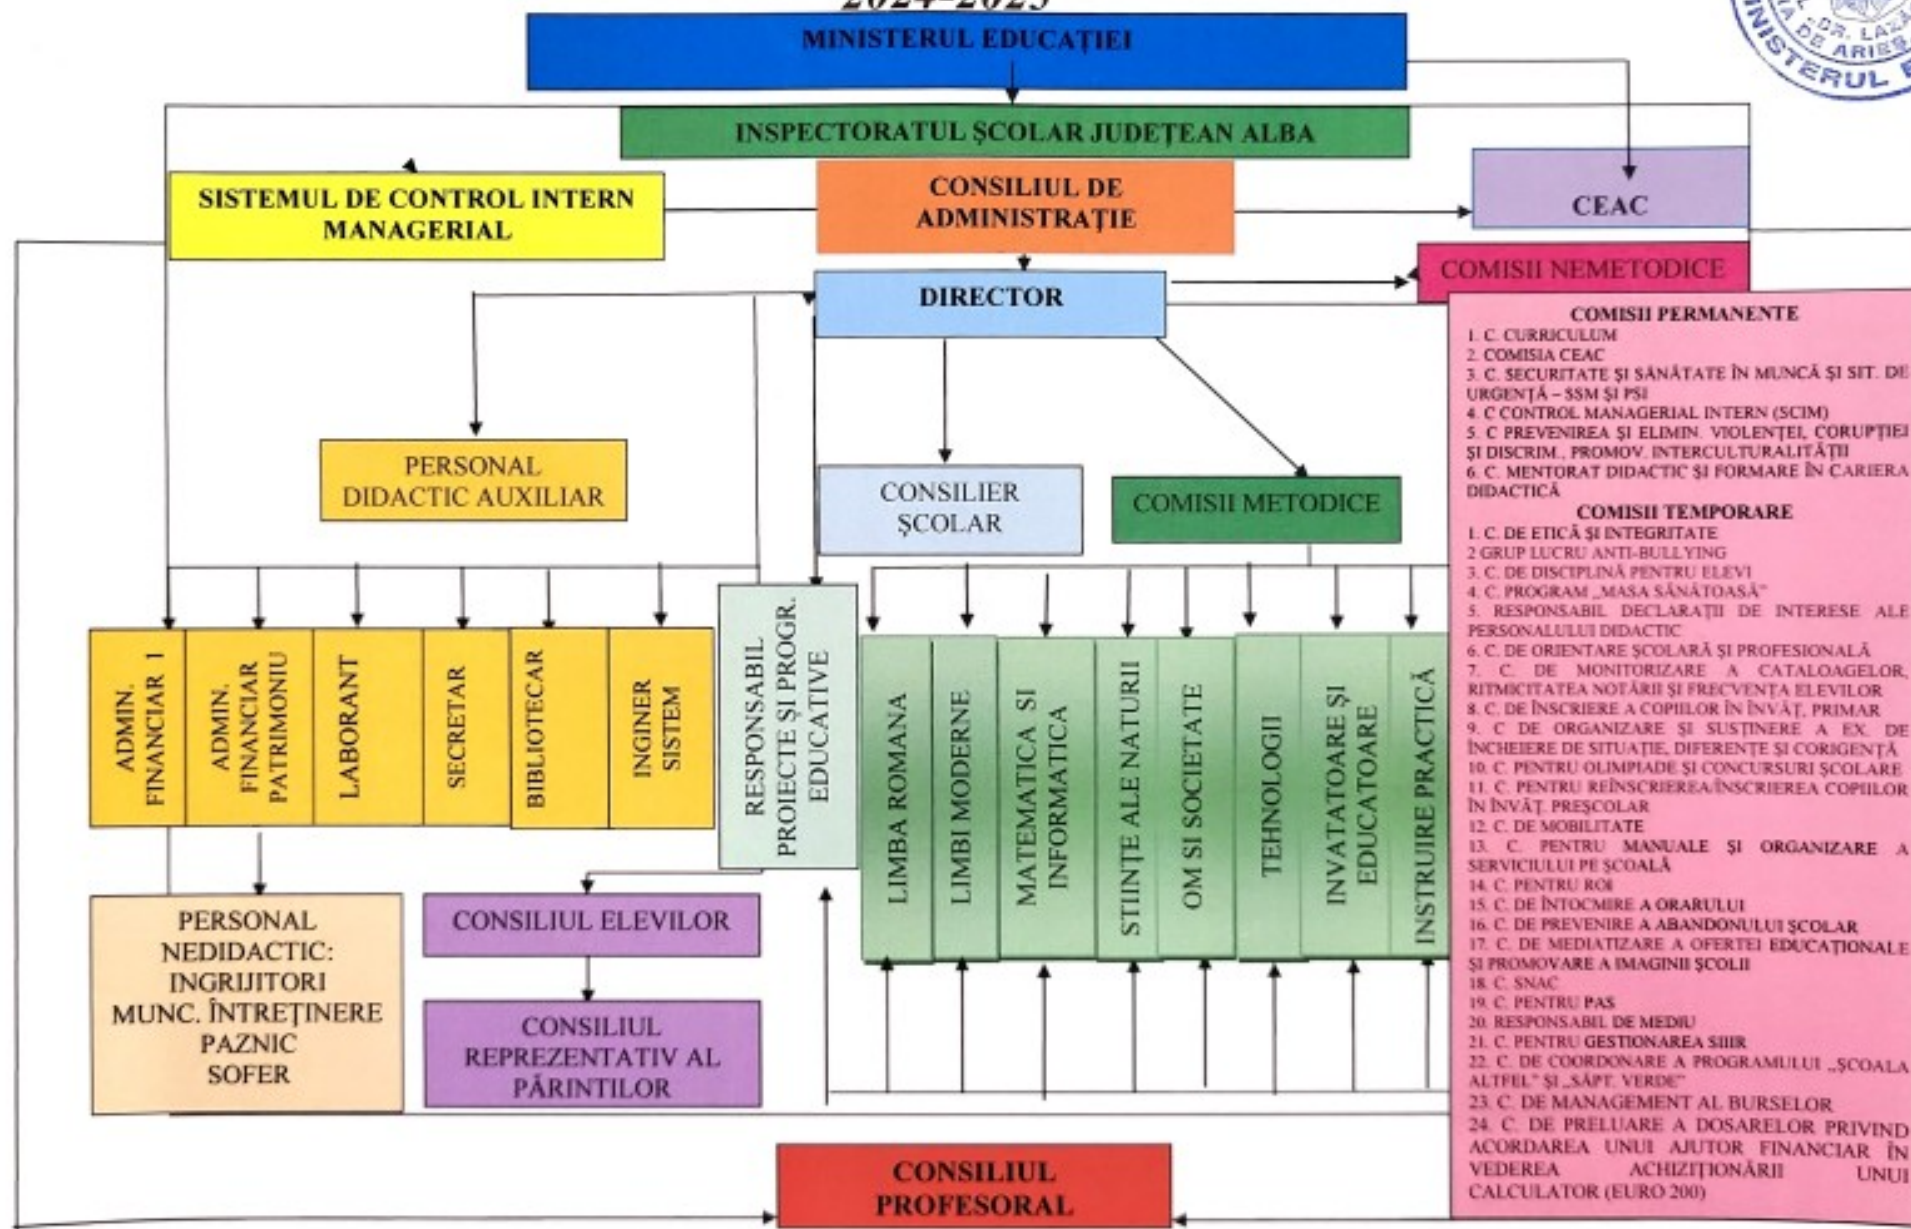 2024-2025
MINISTERUL EDUCAȚIEI
DR. LAZĂ
DE ARIEȘ
INSPECTORATUL ȘCOLAR JUDEȚEAN ALBA
SISTEMUL DE CONTROL INTERN
MANAGERIAL
CONSILIUL DE
ADMINISTRAȚIE
CEAC
DIRECTOR
COMISII NEMETODICE
PERSONAL
DIDACTIC AUXILIAR
CONSILIER
ȘCOLAR
COMISII METODICE
ADMIN.
FINANCIAR 1
ADMIN.
FINANCIAR
PATRIMONIU
LABORANT
SECRETAR
BIBLIOTECAR
INGINER
SISTEM
RESPONSABIL
PROIECTE ȘI PROGR.
EDUCATIVE
LIMBA ROMANA
LIMBI MODERNE
MATEMATICA SI
INFORMATICA
STIINȚE ALE NATURII
OM SI SOCIETATE
TEHNOLOGII
INVATATOARE ȘI
EDUCATOARE
INSTRUIRE PRACTICĂ
PERSONAL
NEDIDACTIC:
INGRIJITORI
MUNC. ÎNTREȚINERE
PAZNIC
SOFER
CONSILIUL ELEVILOR
CONSILIUL
REPREZENTATIV AL
PĂRINTILOR
CONSILIUL
PROFESORAL
COMISII PERMANENTE
1. C. CURRICULUM
2. COMISIA CEAC
3. C. SECURITATE ȘI SĂNĂTATE ÎN MUNCĂ ȘI SIT. DE
URGENȚĂ – SSM ȘI PSI
4. C CONTROL MANAGERIAL INTERN (SCIM)
5. C PREVENIREA ȘI ELIMIN. VIOLENȚEI, CORUPȚIEI
ȘI DISCRIM., PROMOV. INTERCULTURALITĂȚII
6. C. MENTORAT DIDACTIC ȘI FORMARE ÎN CARIERA
DIDACTICĂ
COMISII TEMPORARE
1. C. DE ETICĂ ȘI INTEGRITATE
2 GRUP LUCRU ANTI-BULLYING
3. C. DE DISCIPLINĂ PENTRU ELEVI
4. C. PROGRAM „MASA SĂNĂTOASĂ”
5. RESPONSABIL DECLARAȚII DE INTERESE ALE
PERSONALULUI DIDACTIC
6. C. DE ORIENTARE ȘCOLARĂ ȘI PROFESIONALĂ
7. C. DE MONITORIZARE A CATALOAGELOR,
RITMICITATEA NOTĂRII ȘI FRECVENȚA ELEVILOR
8. C. DE ÎNSCRIERE A COPIILOR ÎN ÎNVĂȚ. PRIMAR
9. C DE ORGANIZARE ȘI SUSȚINERE A EX. DE
ÎNCHEIERE DE SITUAȚIE, DIFERENȚE ȘI CORIGENȚĂ
10. C. PENTRU OLIMPIADE ȘI CONCURSURI ȘCOLARE
11. C. PENTRU REÎNSCRIEREA/ÎNSCRIEREA COPIILOR
ÎN ÎNVĂȚ. PREȘCOLAR
12. C. DE MOBILITATE
13. C. PENTRU MANUALE ȘI ORGANIZARE A
SERVICIULUI PE ȘCOALĂ
14. C. PENTRU ROI
15. C. DE ÎNTOCMIRE A ORARULUI
16. C. DE PREVENIRE A ABANDONULUI ȘCOLAR
17. C. DE MEDIATIZARE A OFERTEI EDUCAȚIONALE
ȘI PROMOVARE A IMAGINII ȘCOLII
18. C. SNAC
19. C. PENTRU PAS
20. RESPONSABIL DE MEDIU
21. C. PENTRU GESTIONAREA SIIIR
22. C. DE COORDONARE A PROGRAMULUI „ȘCOALA
ALTFEL” ȘI „SĂPT. VERDE”
23. C. DE MANAGEMENT AL BURSELOR
24. C. DE PRELUARE A DOSARELOR PRIVIND
ACORDAREA UNUI AJUTOR FINANCIAR ÎN
VEDEREA ACHIZIȚIONĂRII UNUI
CALCULATOR (EURO 200)